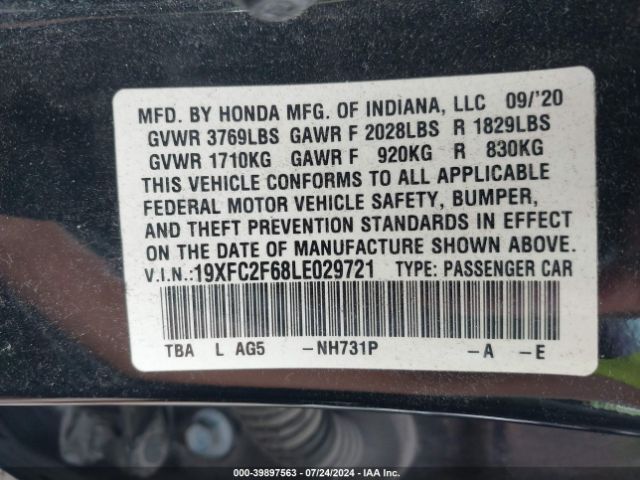 MFD. BY HONDA MFG. OF INDIANA, LLC 09/'20
GVWR 3769LBS GAWR F 2028LBS R 1829LBS
GVWR 1710KG GAWR F 920KG R 830KG
THIS VEHICLE CONFORMS TO ALL APPLICABLE
FEDERAL MOTOR VEHICLE SAFETY, BUMPER,
AND THEFT PREVENTION STANDARDS IN EFFECT
ON THE DATE OF MANUFACTURE SHOWN ABOVE.
V.I.N.:19XFC2F68LE029721 TYPE: PASSENGER CAR
TBA L AG5 -NH731P -A -E
000-39897563 - 07/24/2024 - IAA Inc.